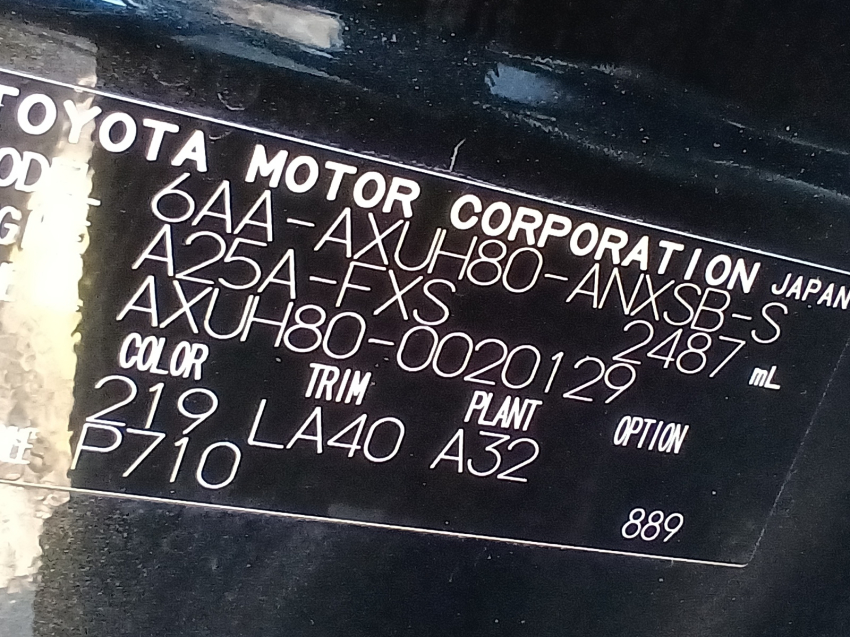 TOYOTA MOTOR CORPORATION JAPAN
6AA-AXUH80-ANXSB-S
A25A-FXS 2487 mL
AXUH80-0020129
COLOR TRIM PLANT OPTION
219 LA40 A32
P710 889